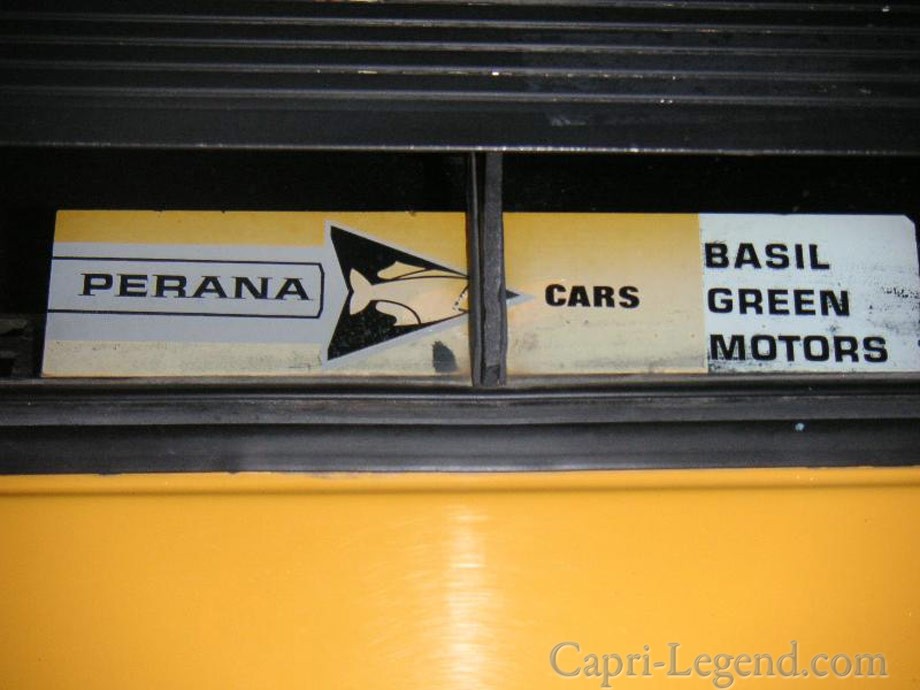 PERANA
CARS
BASIL
GREEN
MOTORS
Capri-Legend.com